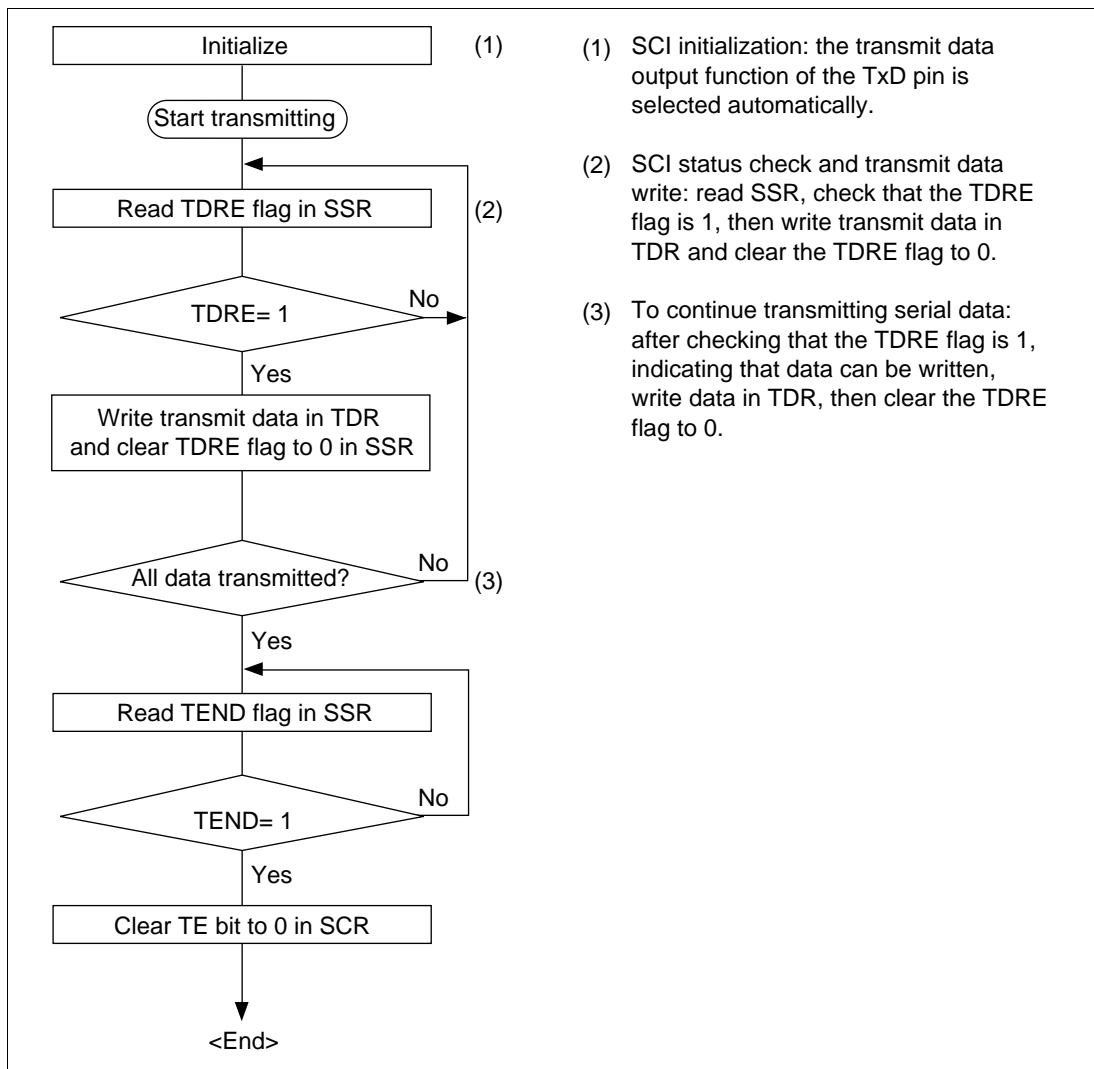 Initialize
(1)
Start transmitting
Read TDRE flag in SSR
(2)
TDRE= 1
No
Yes
Write transmit data in TDR
and clear TDRE flag to 0 in SSR
All data transmitted?
No
(3)
Yes
Read TEND flag in SSR
TEND= 1
No
Yes
Clear TE bit to 0 in SCR
<End>
(1) SCI initialization: the transmit data
output function of the TxD pin is
selected automatically.
(2) SCI status check and transmit data
write: read SSR, check that the TDRE
flag is 1, then write transmit data in
TDR and clear the TDRE flag to 0.
(3) To continue transmitting serial data:
after checking that the TDRE flag is 1,
indicating that data can be written,
write data in TDR, then clear the TDRE
flag to 0.